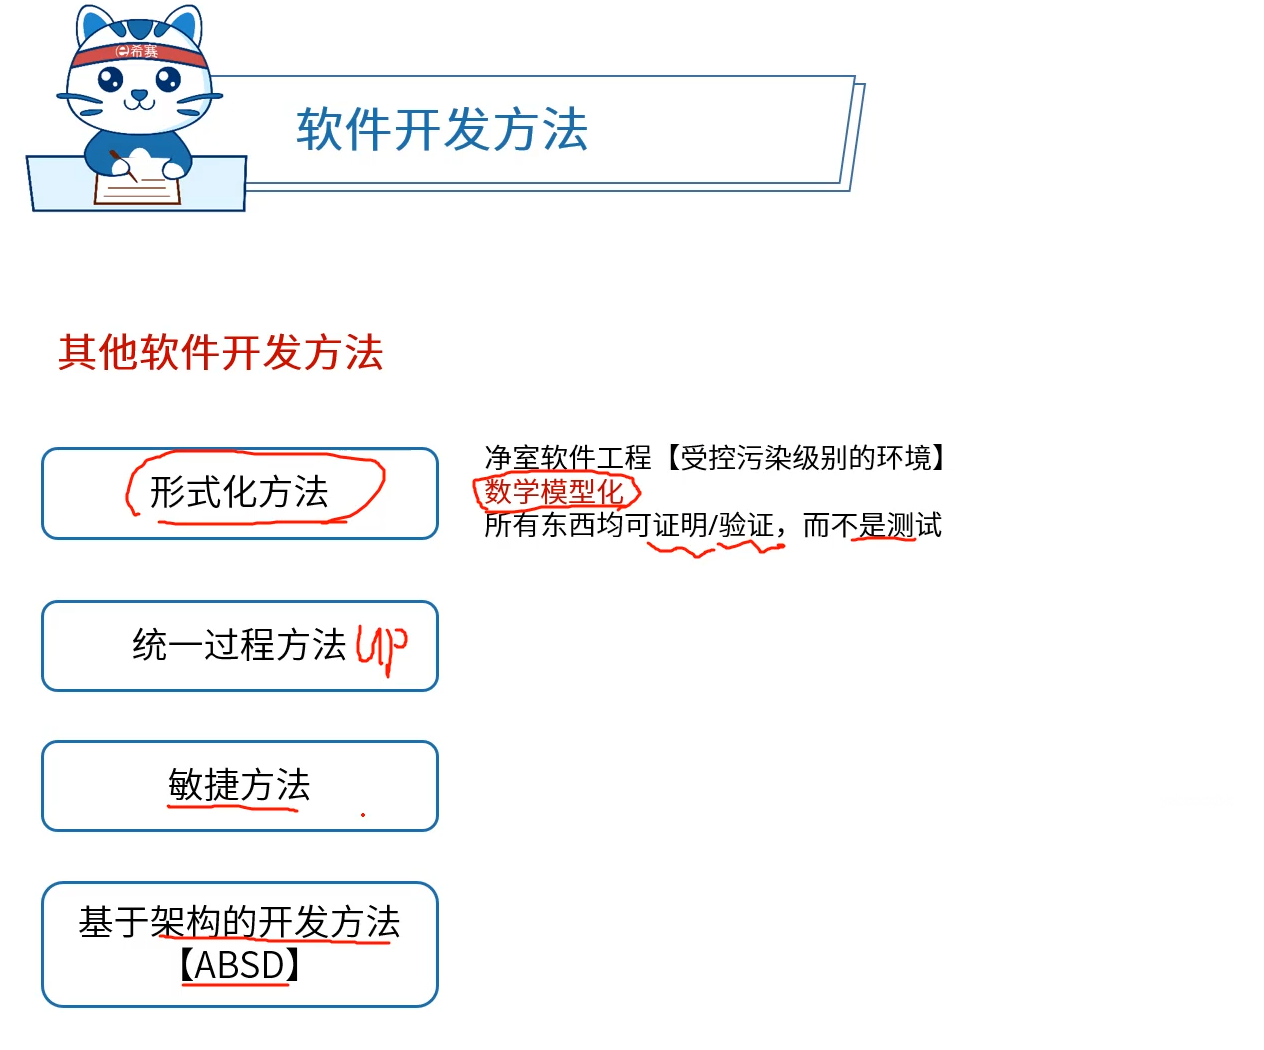 希赛
软件开发方法
其他软件开发方法
形式化方法
净室软件工程【受控污染级别的环境】
数学模型化
所有东西均可证明/验证，而不是测试
统一过程方法 UP
敏捷方法
基于架构的开发方法
【ABSD】